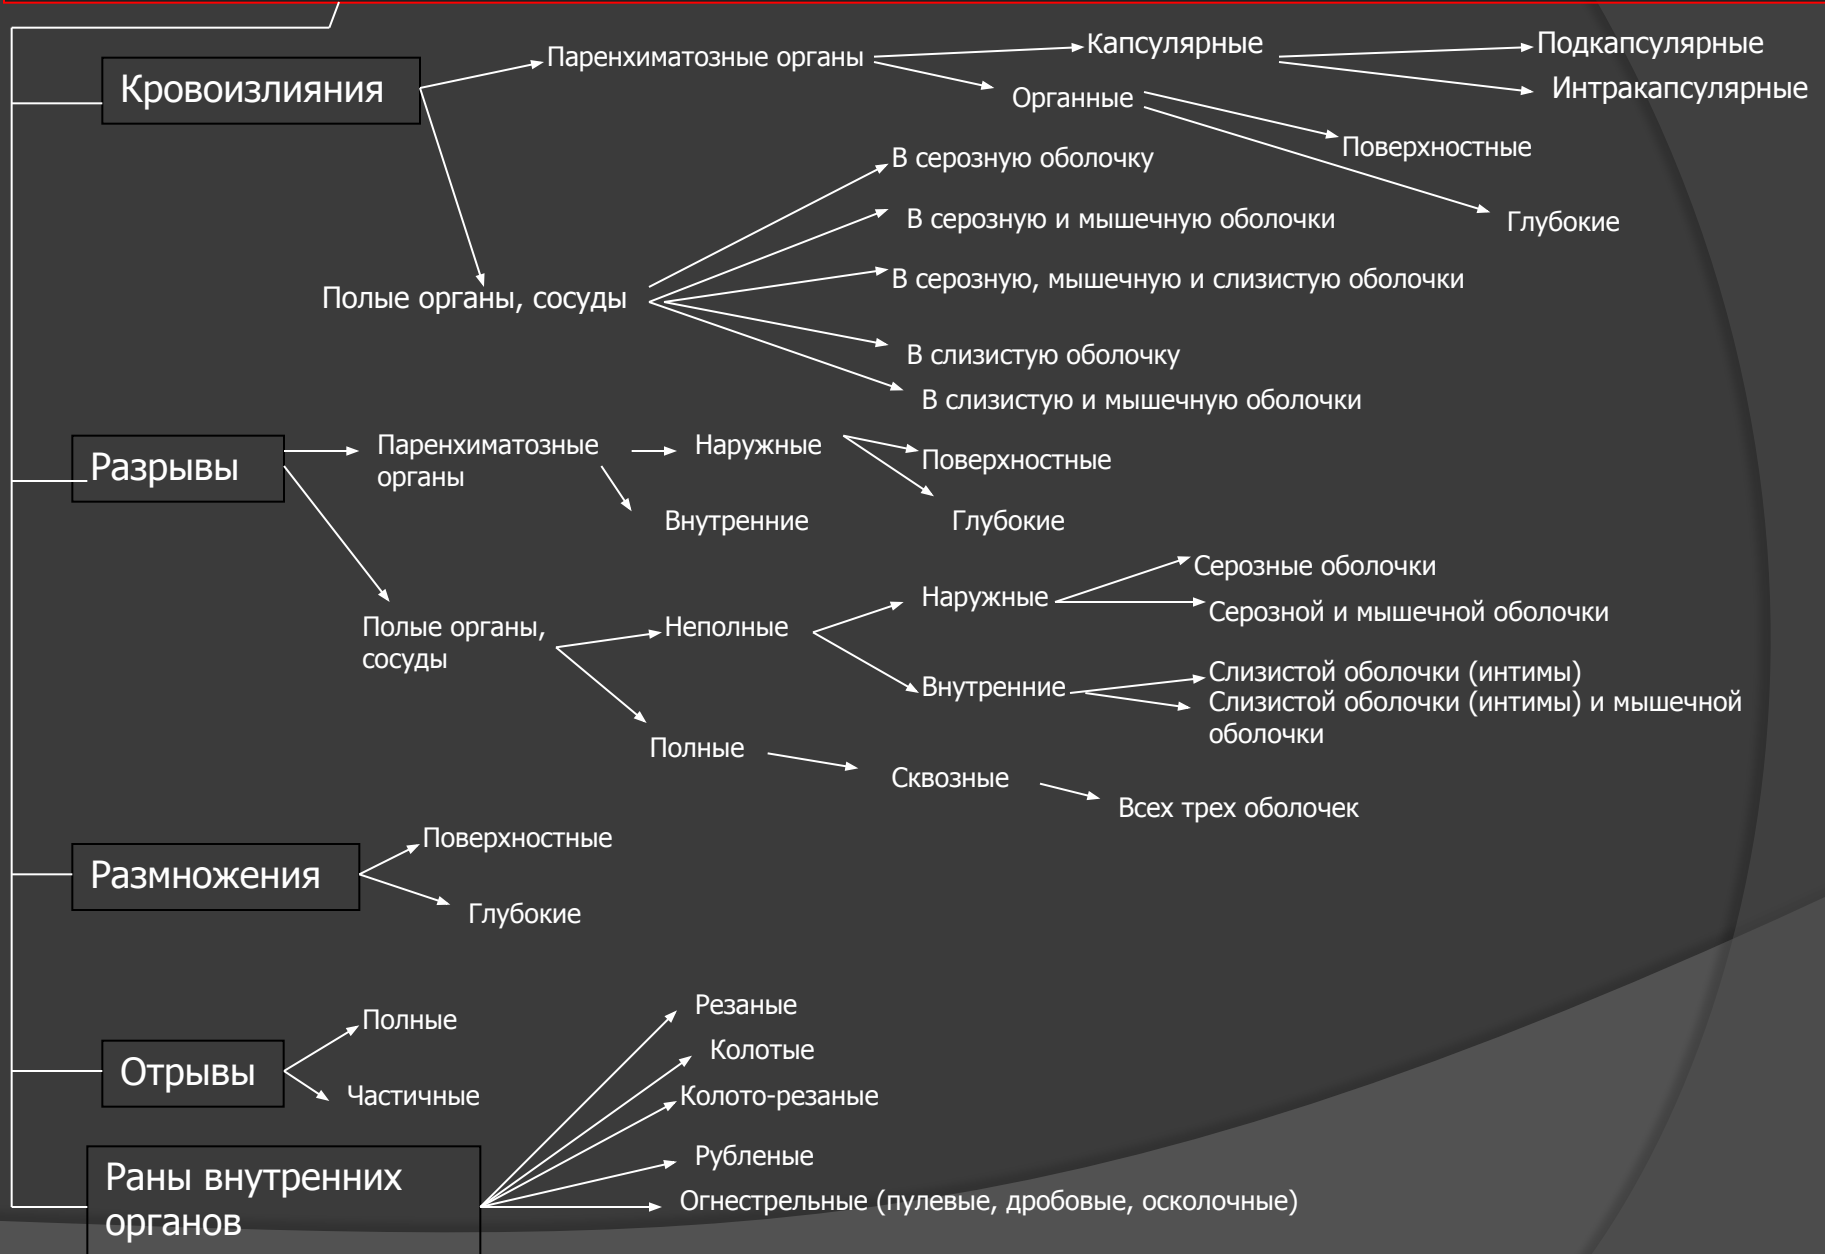 Кровоизлияния
Паренхиматозные органы
Капсулярные
Подкапсулярные
Интракапсулярные
Органные
Поверхностные
Глубокие
Полые органы, сосуды
В серозную оболочку
В серозную и мышечную оболочки
В серозную, мышечную и слизистую оболочки
В слизистую оболочку
В слизистую и мышечную оболочки
Разрывы
Паренхиматозные
органы
Наружные
Поверхностные
Глубокие
Внутренние
Полые органы,
сосуды
Неполные
Наружные
Серозные оболочки
Серозной и мышечной оболочки
Внутренние
Слизистой оболочки (интимы)
Слизистой оболочки (интимы) и мышечной
оболочки
Полные
Сквозные
Всех трех оболочек
Размножения
Поверхностные
Глубокие
Отрывы
Полные
Частичные
Раны внутренних
органов
Резаные
Колотые
Колото-резаные
Рубленые
Огнестрельные (пулевые, дробовые, осколочные)